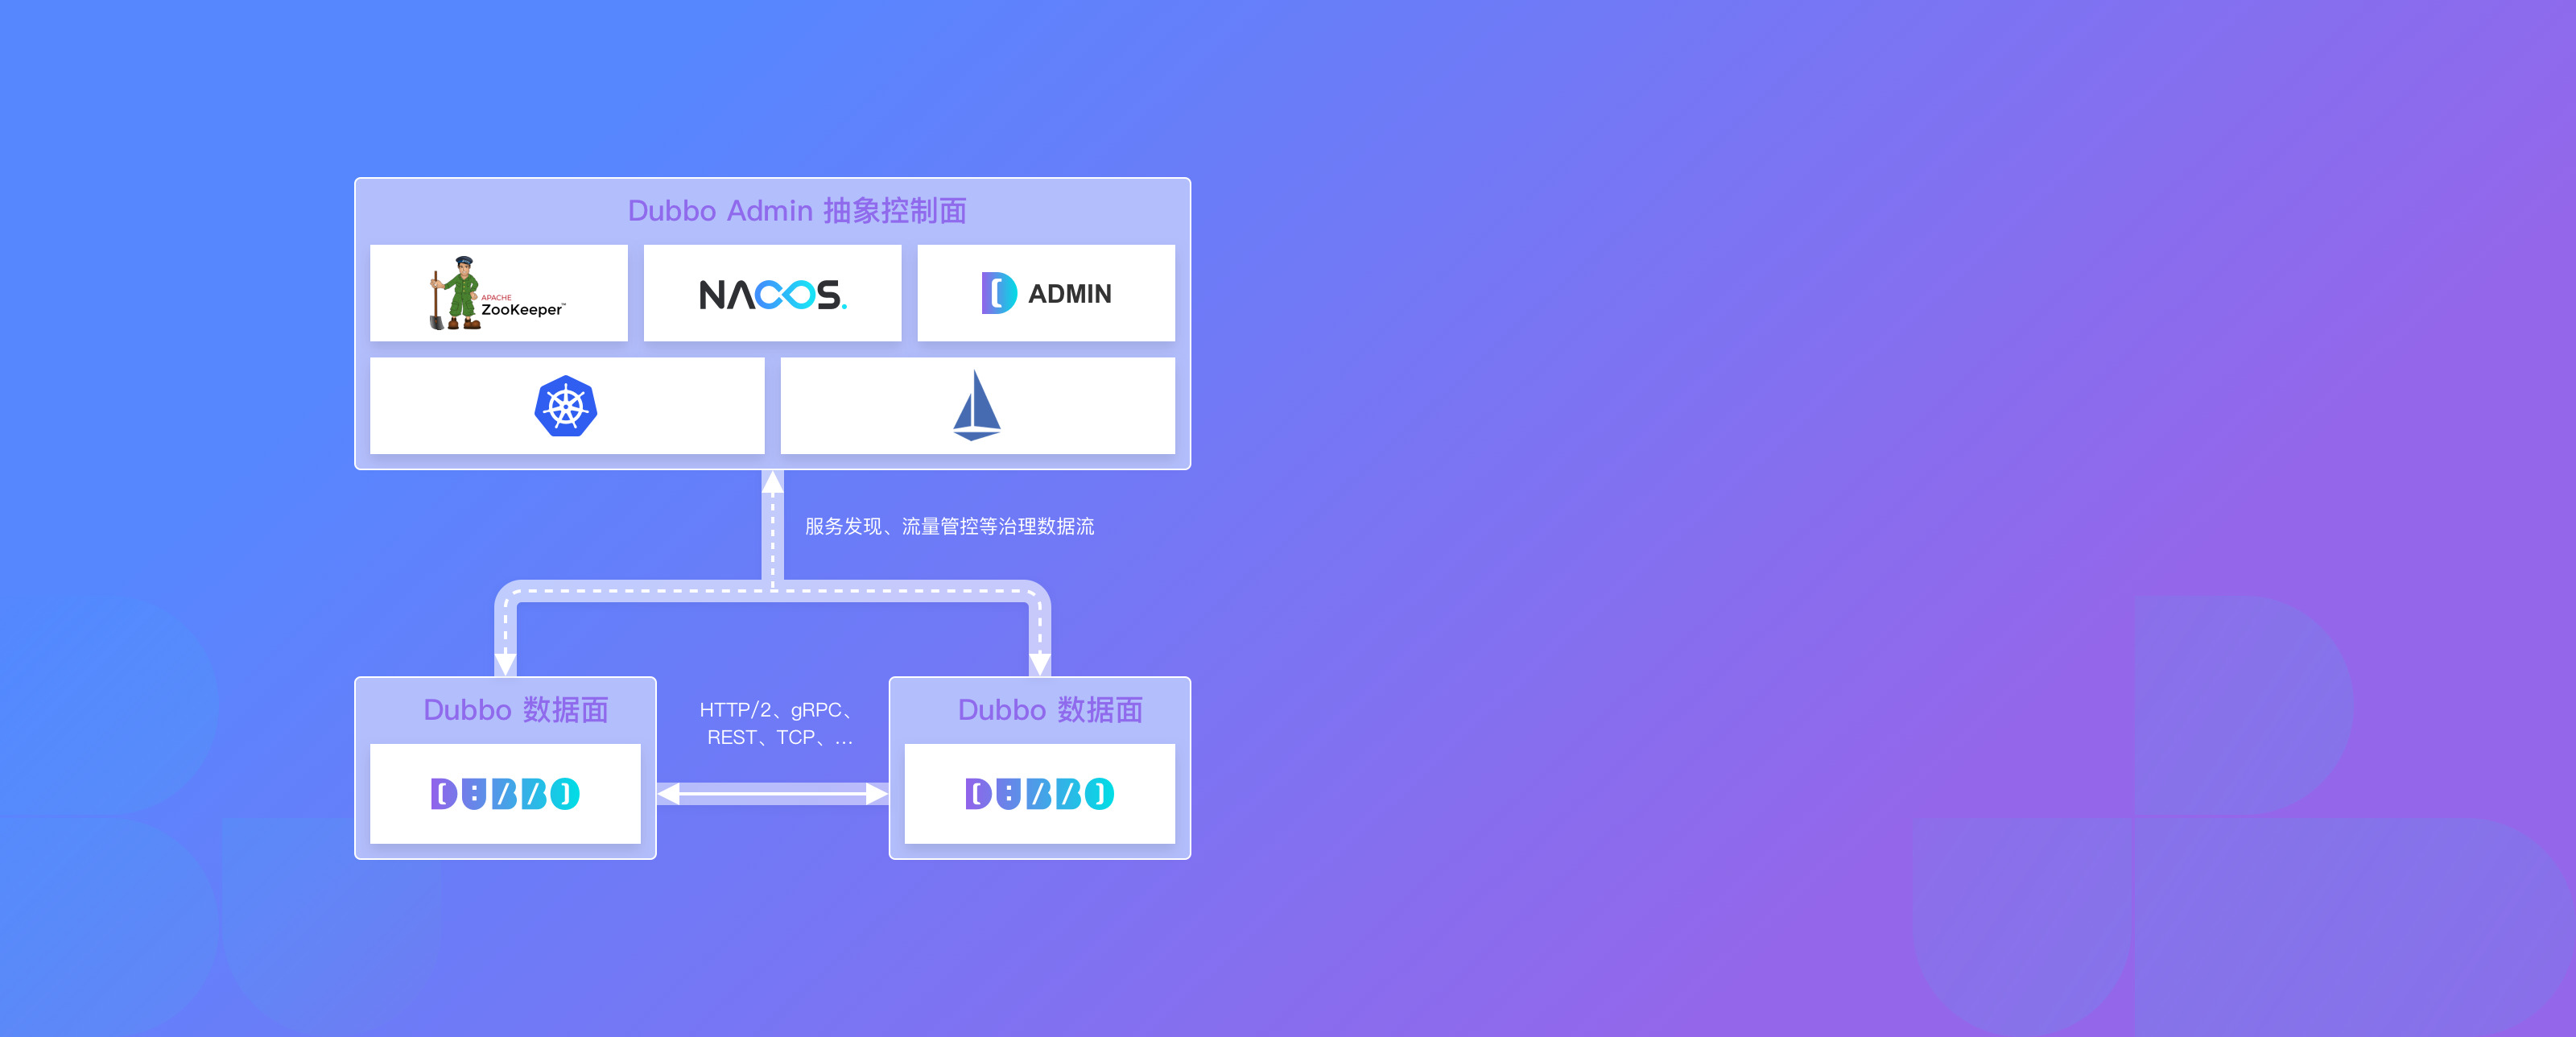 Dubbo Admin 抽象控制面
APACHE
ZooKeeper™
NACOS.
ADMIN
服务发现、流量管控等治理数据流
Dubbo 数据面
HTTP/2、gRPC、
REST、TCP、...
Dubbo 数据面
DUBBO
DUBBO